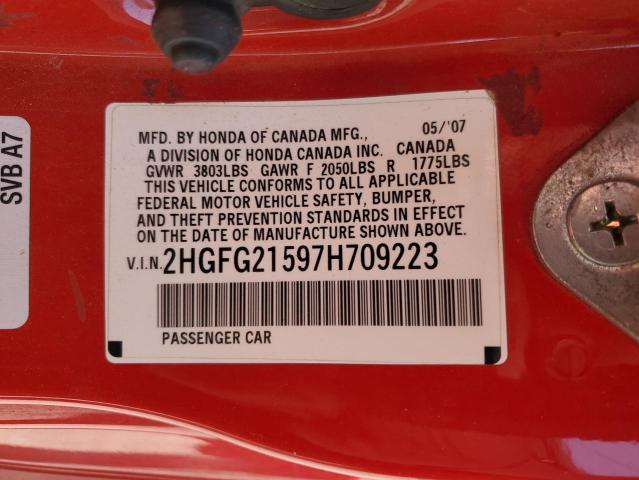 MFD. BY HONDA OF CANADA MFG., 05/'07
A DIVISION OF HONDA CANADA INC. CANADA
GVWR 3803LBS GAWR F 2050LBS R 1775LBS
THIS VEHICLE CONFORMS TO ALL APPLICABLE
FEDERAL MOTOR VEHICLE SAFETY, BUMPER,
AND THEFT PREVENTION STANDARDS IN EFFECT
ON THE DATE OF MANUFACTURE SHOWN ABOVE.
V.I.N. 2HGFG21597H709223
PASSENGER CAR
SVB A7